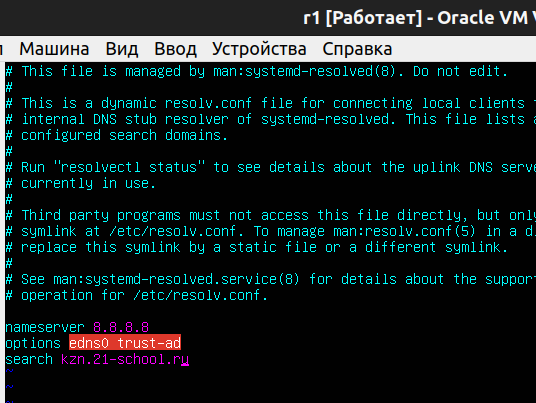 r1 [Работает] - Oracle VM
Машина Вид Ввод Устройства Справка
# This file is managed by man:systemd-resolved(8). Do not edit.
#
# This is a dynamic resolv.conf file for connecting local clients
# internal DNS stub resolver of systemd-resolved. This file lists
# configured search domains.
#
# Run "resolvectl status" to see details about the uplink DNS
# currently in use.
#
# Third party programs must not access this file directly, but only
# symlink at /etc/resolv.conf. To manage man:resolv.conf(5) in a
# replace this symlink by a static file or a different symlink.
#
# See man:systemd-resolved.service(8) for details about the
# operation for /etc/resolv.conf.
nameserver 8.8.8.8
options edns0 trust-ad
search kzn.21-school.ru
~
~